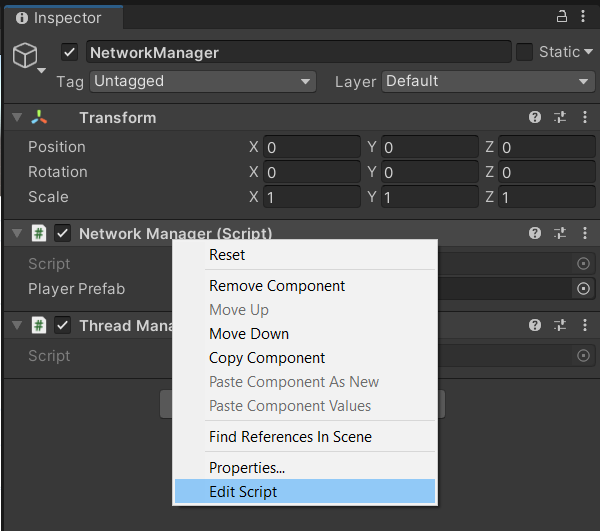 Inspector
NetworkManager
Static
Tag Untagged Layer Default
Transform
Position X 0 Y 0 Z 0
Rotation X 0 Y 0 Z 0
Scale X 1 Y 1 Z 1
# Network Manager (Script)
Script
Player Prefab
# Thread Mana
Script
Reset
Remove Component
Move Up
Move Down
Copy Component
Paste Component As New
Paste Component Values
Find References In Scene
Properties...
Edit Script